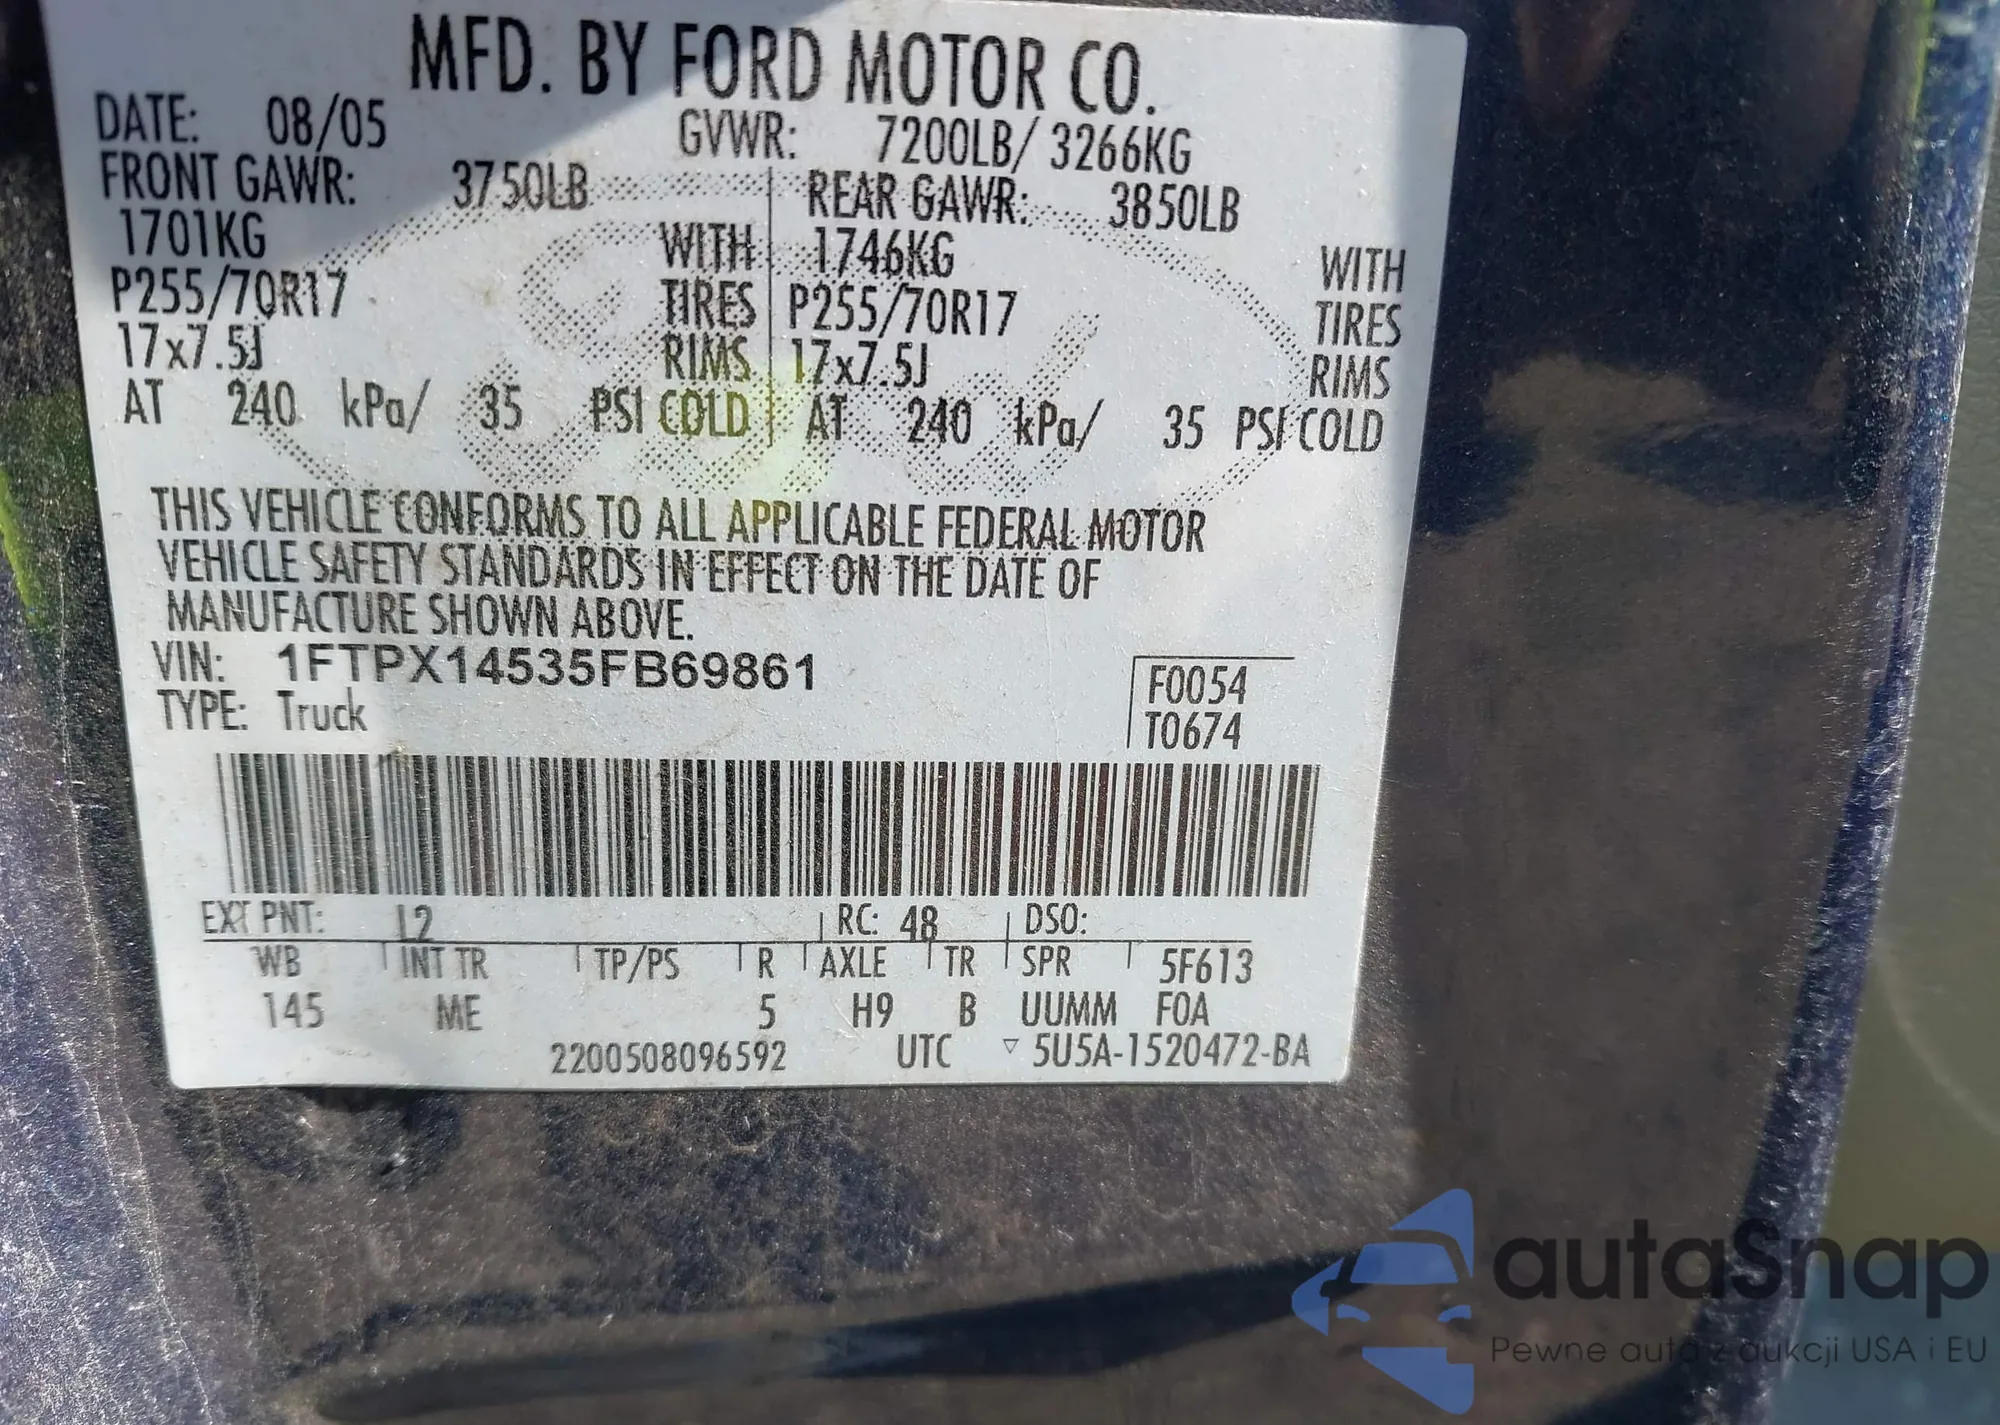 MFD. BY FORD MOTOR CO.
DATE: 08/05 GVWR: 7200LB/ 3266KG
FRONT GAWR: 3750LB REAR GAWR: 3850LB
1701KG WITH 1746KG WITH
P255/70R17 TIRES P255/70R17 TIRES
17x7.5J RIMS 17x7.5J RIMS
AT 240 kPa/ 35 PSI COLD AT 240 kPa/ 35 PSI COLD
THIS VEHICLE CONFORMS TO ALL APPLICABLE FEDERAL MOTOR
VEHICLE SAFETY STANDARDS IN EFFECT ON THE DATE OF
MANUFACTURE SHOWN ABOVE.
VIN: 1FTPX14535FB69861 F0054
TYPE: Truck T0674
EXT PNT: L2 RC: 48 DSO:
WB INT TR TP/PS R AXLE TR SPR 5F613
145 ME 5 H9 B UUMM F0A
2200508096592 UTC ▽ 5U5A-1520472-BA
autaSnap
Pewne auta z aukcji USA i EU